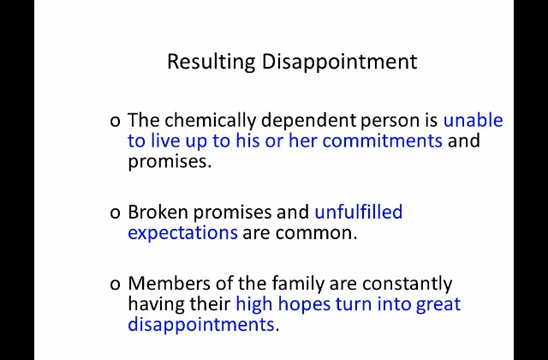 Resulting Disappointment
o The chemically dependent person is unable
to live up to his or her commitments and
promises.
o Broken promises and unfulfilled
expectations are common.
o Members of the family are constantly
having their high hopes turn into great
disappointments.